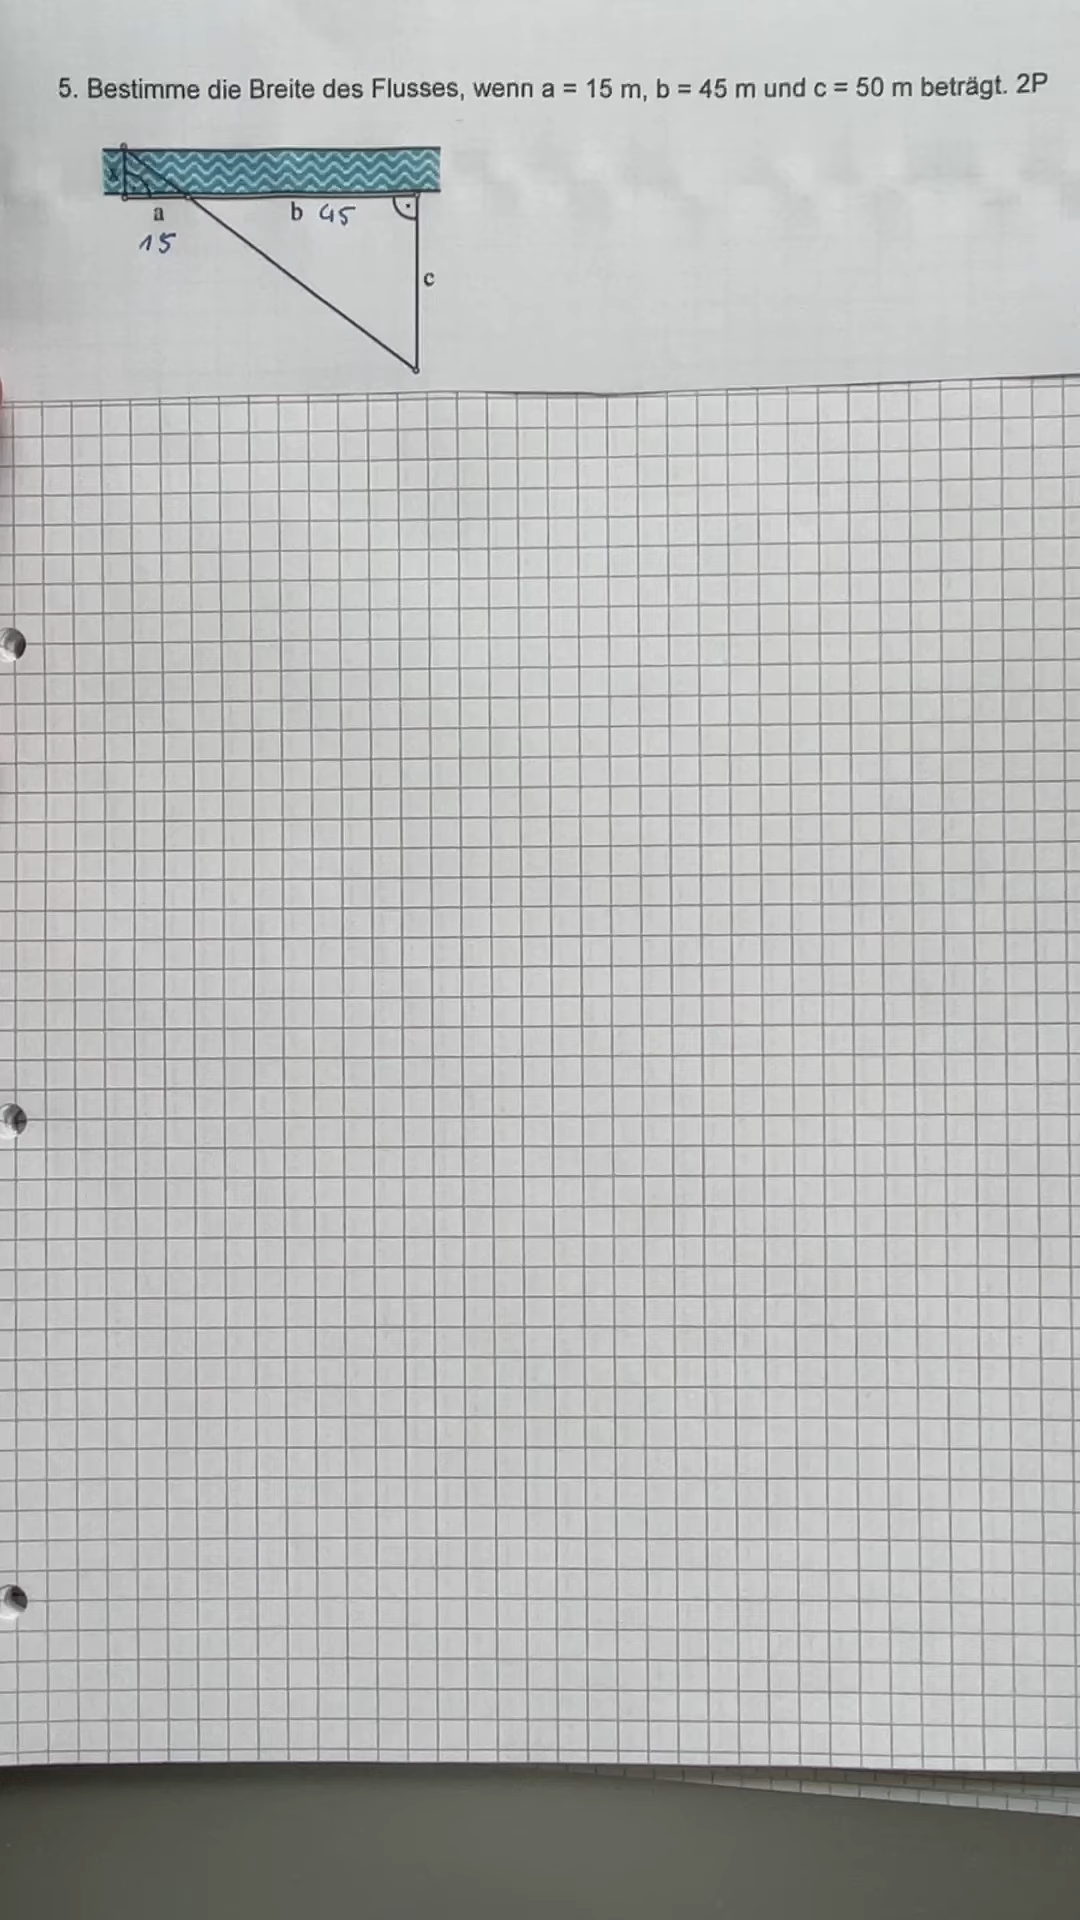 5. Bestimme die Breite des Flusses, wenn a = 15 m, b = 45 m und c = 50 m beträgt. 2P
x
a b 45
15
c